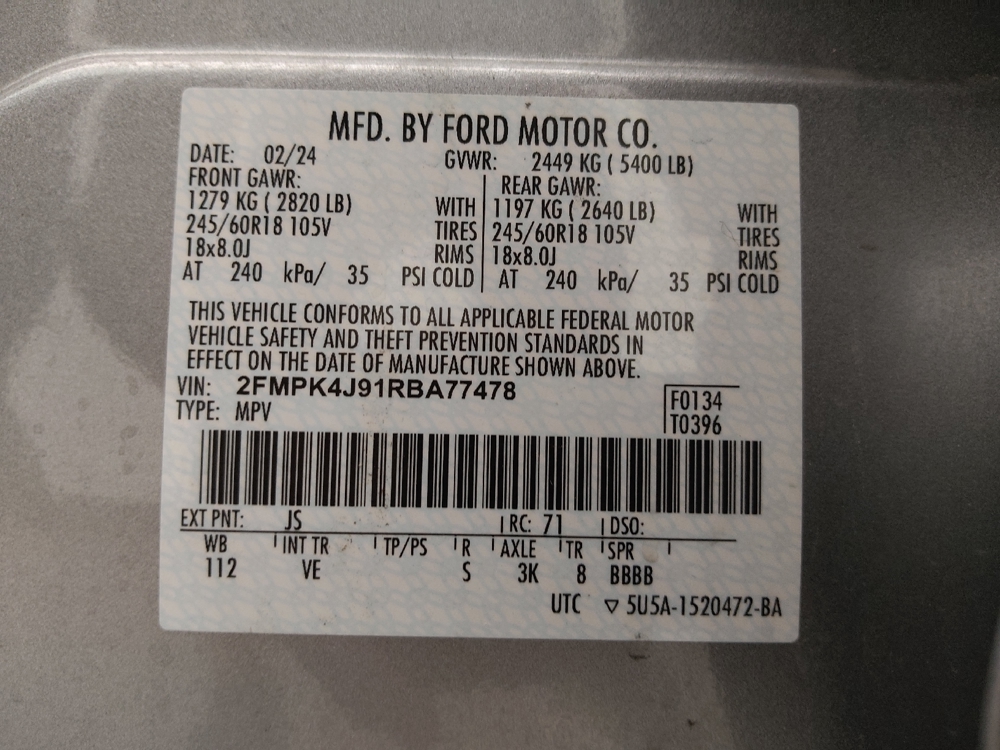 MFD. BY FORD MOTOR CO.
DATE: 02/24 GVWR: 2449 KG ( 5400 LB)
FRONT GAWR: REAR GAWR:
1279 KG ( 2820 LB) WITH 1197 KG ( 2640 LB) WITH
245/60R18 105V TIRES 245/60R18 105V TIRES
18x8.0J RIMS 18x8.0J RIMS
AT 240 kPa/ 35 PSI COLD AT 240 kPa/ 35 PSI COLD
THIS VEHICLE CONFORMS TO ALL APPLICABLE FEDERAL MOTOR
VEHICLE SAFETY AND THEFT PREVENTION STANDARDS IN
EFFECT ON THE DATE OF MANUFACTURE SHOWN ABOVE.
VIN: 2FMPK4J91RBA77478
TYPE: MPV
F0134
T0396
EXT PNT: JS RC: 71 DSO:
WB INT TR TP/PS R AXLE TR SPR
112 VE S 3K 8 BBBB
UTC ▽ 5U5A-1520472-BA